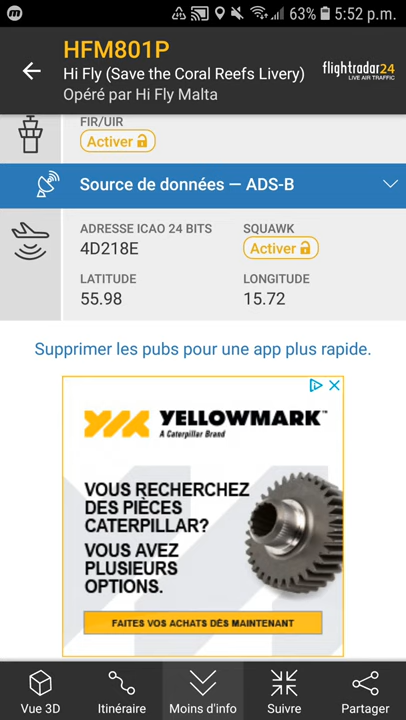 63% 5:52 p.m.
HFM801P
Hi Fly (Save the Coral Reefs Livery)
Opéré par Hi Fly Malta
flightradar24
LIVE AIR TRAFFIC
FIR/UIR
Activer
Source de données — ADS-B
ADRESSE ICAO 24 BITS
4D218E
SQUAWK
Activer
LATITUDE
55.98
LONGITUDE
15.72
Supprimer les pubs pour une app plus rapide.
YELLOWMARK™
A Caterpillar Brand
VOUS RECHERCHEZ
DES PIÈCES
CATERPILLAR?
VOUS AVEZ
PLUSIEURS
OPTIONS.
FAITES VOS ACHATS DÈS MAINTENANT
Vue 3D
Itinéraire
Moins d'info
Suivre
Partager